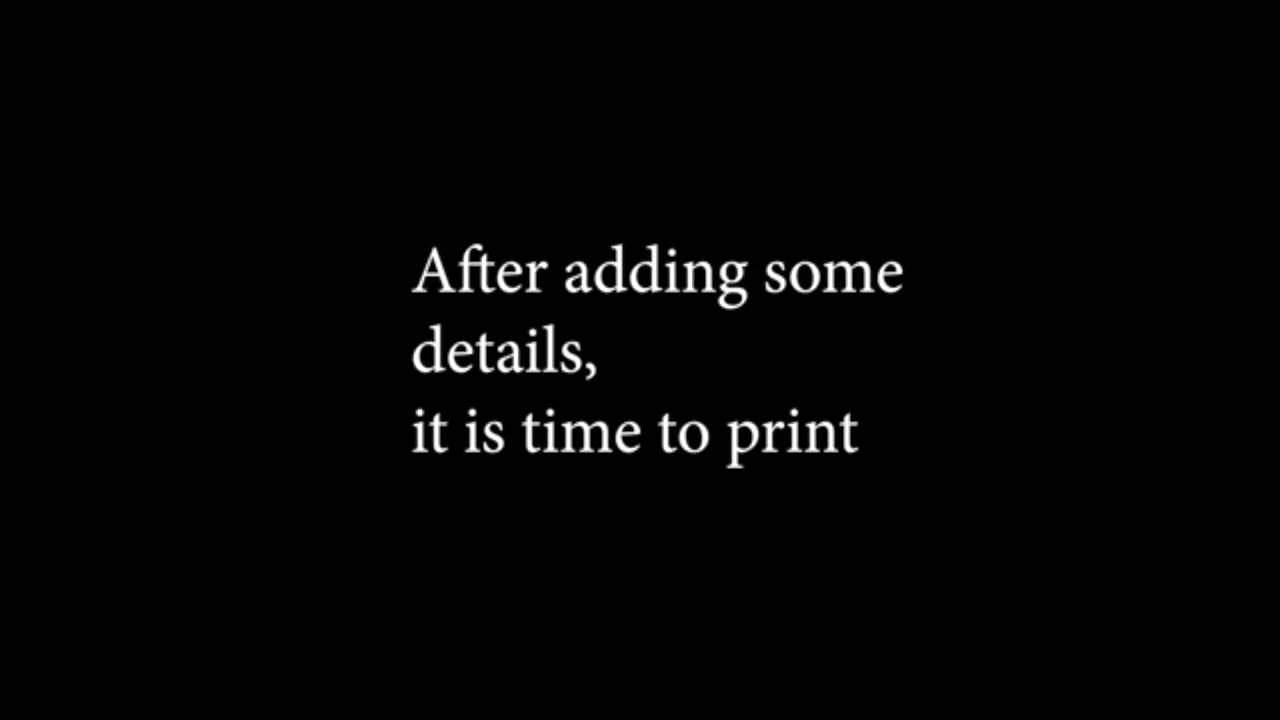 After adding some
details,
it is time to print